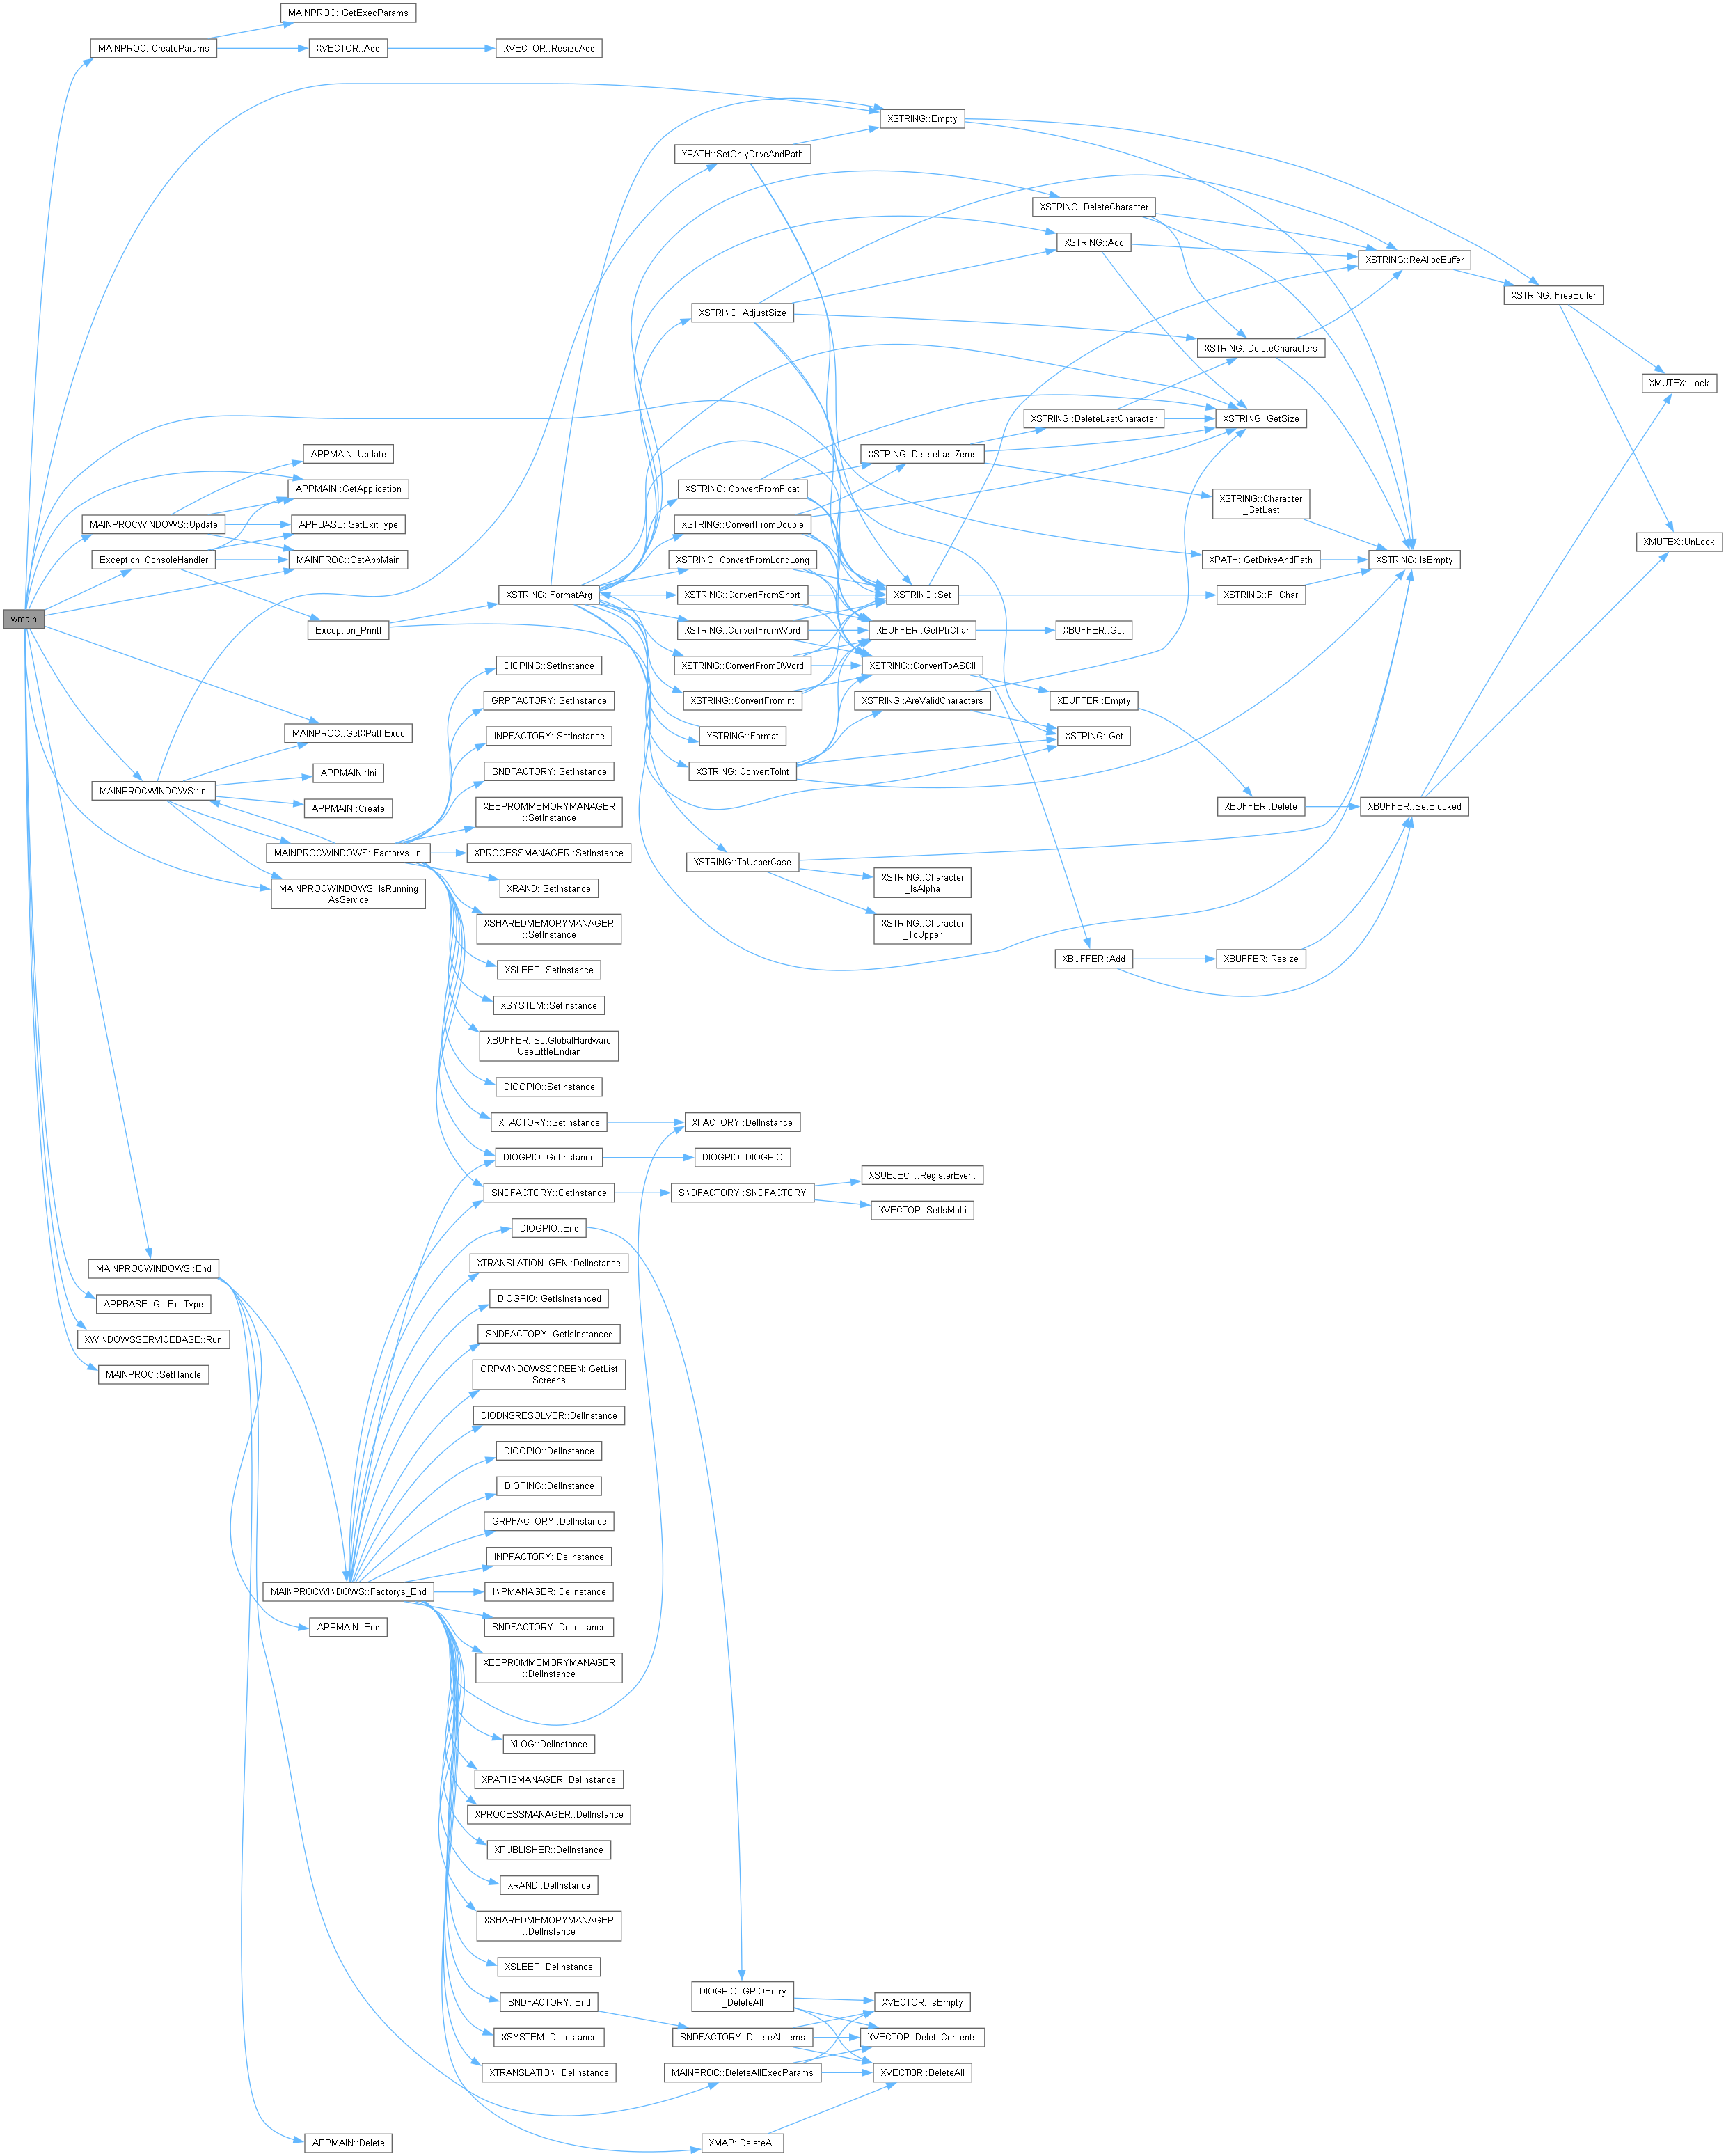 MAINPROC::GetExecParams
MAINPROC::CreateParams
XVECTOR::Add
XVECTOR::ResizeAdd
XSTRING::Empty
XPATH::SetOnlyDriveAndPath
XSTRING::DeleteCharacter
XSTRING::Add
XSTRING::ReAllocBuffer
XSTRING::FreeBuffer
XSTRING::AdjustSize
XSTRING::DeleteCharacters
XMUTEX::Lock
XSTRING::DeleteLastCharacter
XSTRING::GetSize
APPMAIN::Update
XSTRING::DeleteLastZeros
APPMAIN::GetApplication
XSTRING::ConvertFromFloat
XSTRING::Character
_GetLast
MAINPROCWINDOWS::Update
APPBASE::SetExitType
XSTRING::ConvertFromDouble
XMUTEX::UnLock
Exception_ConsoleHandler
MAINPROC::GetAppMain
XSTRING::ConvertFromLongLong
XPATH::GetDriveAndPath
XSTRING::IsEmpty
XSTRING::FormatArg
XSTRING::ConvertFromShort
XSTRING::Set
XSTRING::FillChar
wmain
Exception_Printf
XSTRING::ConvertFromWord
XBUFFER::GetPtrChar
XBUFFER::Get
DIOPING::SetInstance
XSTRING::ConvertFromDWord
XSTRING::ConvertToASCII
GRPFACTORY::SetInstance
XSTRING::ConvertFromInt
XSTRING::AreValidCharacters
XBUFFER::Empty
MAINPROC::GetXPathExec
INPFACTORY::SetInstance
XSTRING::Format
XSTRING::Get
APPMAIN::Ini
SNDFACTORY::SetInstance
XSTRING::ConvertToInt
MAINPROCWINDOWS::Ini
APPMAIN::Create
XEEPROMMEMORYMANAGER
::SetInstance
XBUFFER::Delete
XBUFFER::SetBlocked
MAINPROCWINDOWS::Factorys_Ini
XPROCESSMANAGER::SetInstance
XSTRING::ToUpperCase
MAINPROCWINDOWS::IsRunning
AsService
XRAND::SetInstance
XSTRING::Character
_IsAlpha
XSHAREDMEMORYMANAGER
::SetInstance
XSTRING::Character
_ToUpper
XSLEEP::SetInstance
XBUFFER::Add
XBUFFER::Resize
XSYSTEM::SetInstance
XBUFFER::SetGlobalHardware
UseLittleEndian
DIOGPIO::SetInstance
XFACTORY::SetInstance
XFACTORY::DelInstance
DIOGPIO::GetInstance
DIOGPIO::DIOGPIO
XSUBJECT::RegisterEvent
SNDFACTORY::GetInstance
SNDFACTORY::SNDFACTORY
XVECTOR::SetIsMulti
DIOGPIO::End
MAINPROCWINDOWS::End
XTRANSLATION_GEN::DelInstance
APPBASE::GetExitType
DIOGPIO::GetIsInstanced
XWINDOWSSERVICEBASE::Run
SNDFACTORY::GetIsInstanced
MAINPROC::SetHandle
GRPWINDOWSSCREEN::GetList
Screens
DIODNSRESOLVER::DelInstance
DIOGPIO::DelInstance
DIOPING::DelInstance
GRPFACTORY::DelInstance
INPFACTORY::DelInstance
MAINPROCWINDOWS::Factorys_End
INPMANAGER::DelInstance
APPMAIN::End
SNDFACTORY::DelInstance
XEEPROMMEMORYMANAGER
::DelInstance
XLOG::DelInstance
XPATHSMANAGER::DelInstance
XPROCESSMANAGER::DelInstance
XPUBLISHER::DelInstance
XRAND::DelInstance
XSHAREDMEMORYMANAGER
::DelInstance
XSLEEP::DelInstance
DIOGPIO::GPIOEntry
_DeleteAll
SNDFACTORY::End
XVECTOR::IsEmpty
XSYSTEM::DelInstance
SNDFACTORY::DeleteAllItems
XVECTOR::DeleteContents
XTRANSLATION::DelInstance
MAINPROC::DeleteAllExecParams
XVECTOR::DeleteAll
APPMAIN::Delete
XMAP::DeleteAll